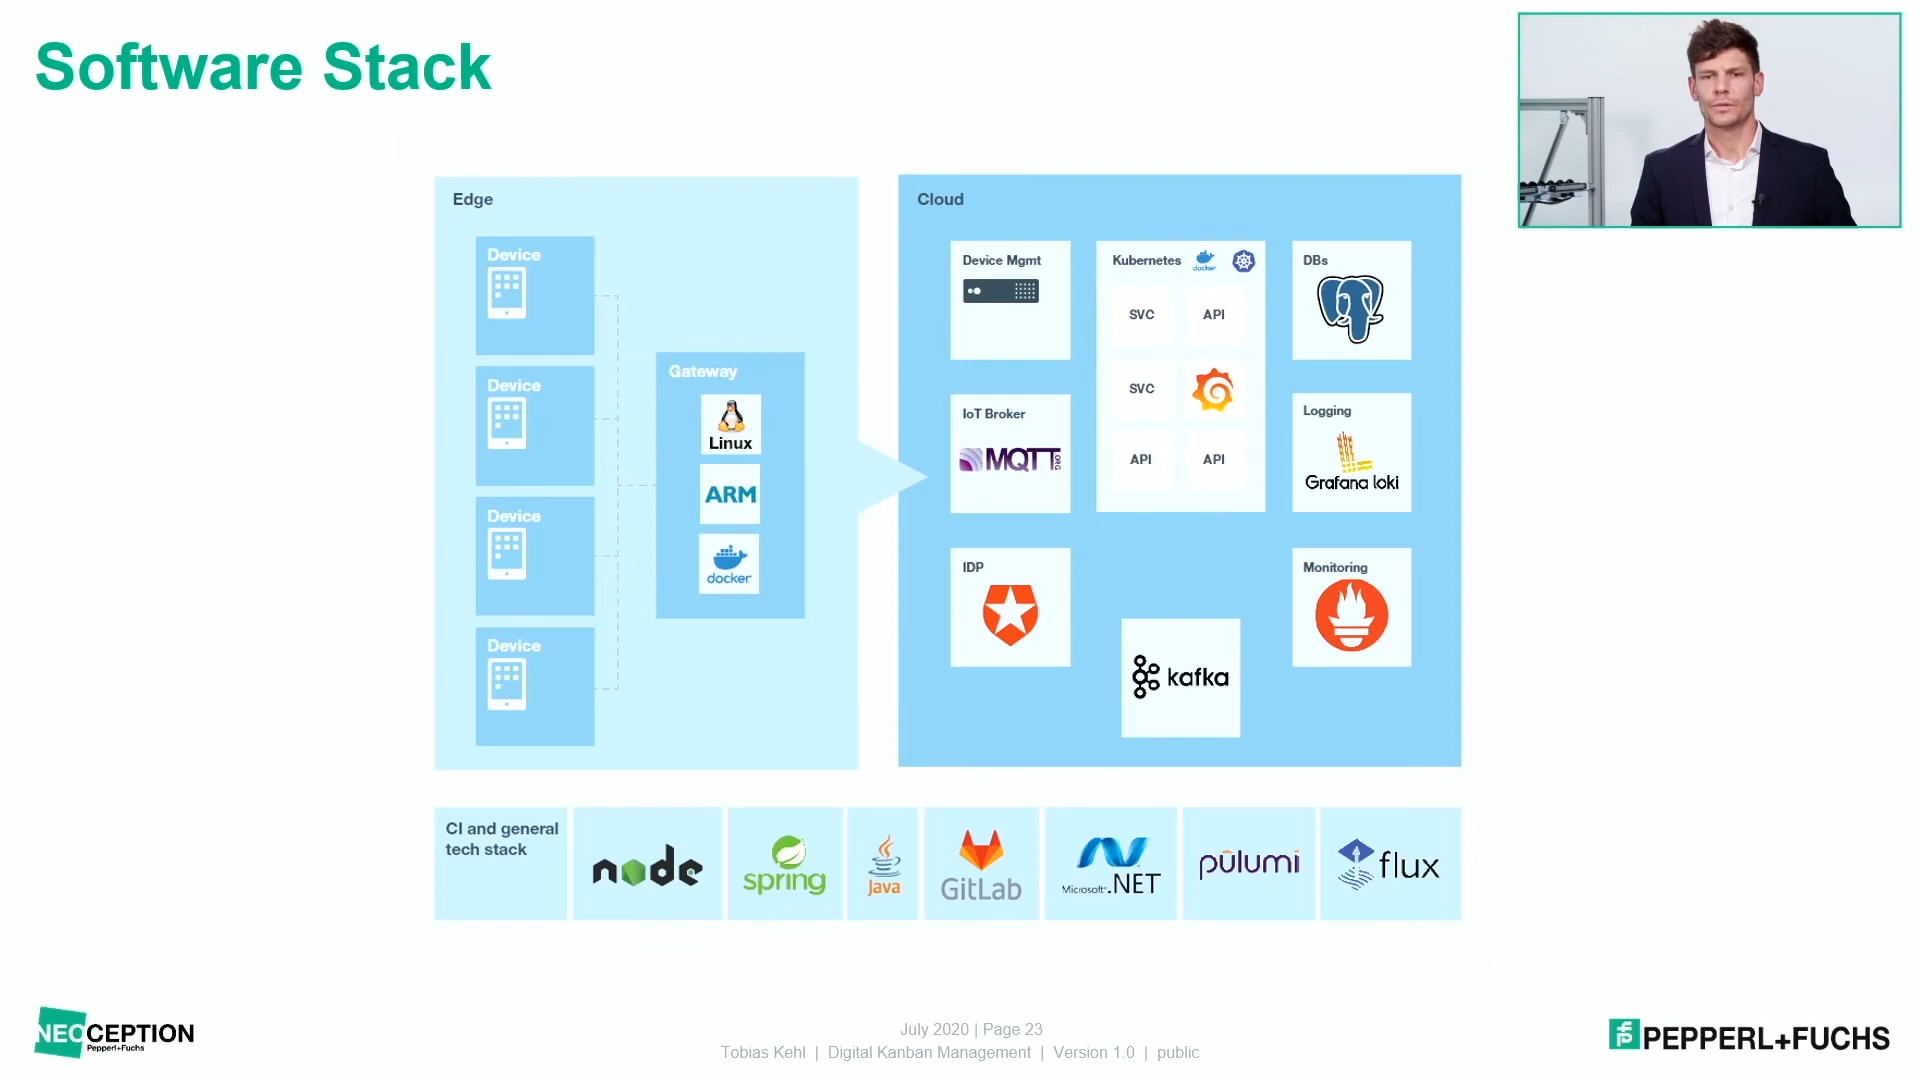 Software Stack
Edge
Device
Device
Device
Device
Gateway
Linux
ARM
docker
Cloud
Device Mgmt
IoT Broker
MQTT.ORG
IDP
Kubernetes
docker
SVC API
SVC
API API
kafka
DBs
Logging
Grafana loki
Monitoring
CI and general
tech stack
node
spring
Java
GitLab
Microsoft .NET
pulumi
flux
NEOCEPTION
Pepperl+Fuchs
July 2020 | Page 23
Tobias Kehl | Digital Kanban Management | Version 1.0 | public
PEPPERL+FUCHS